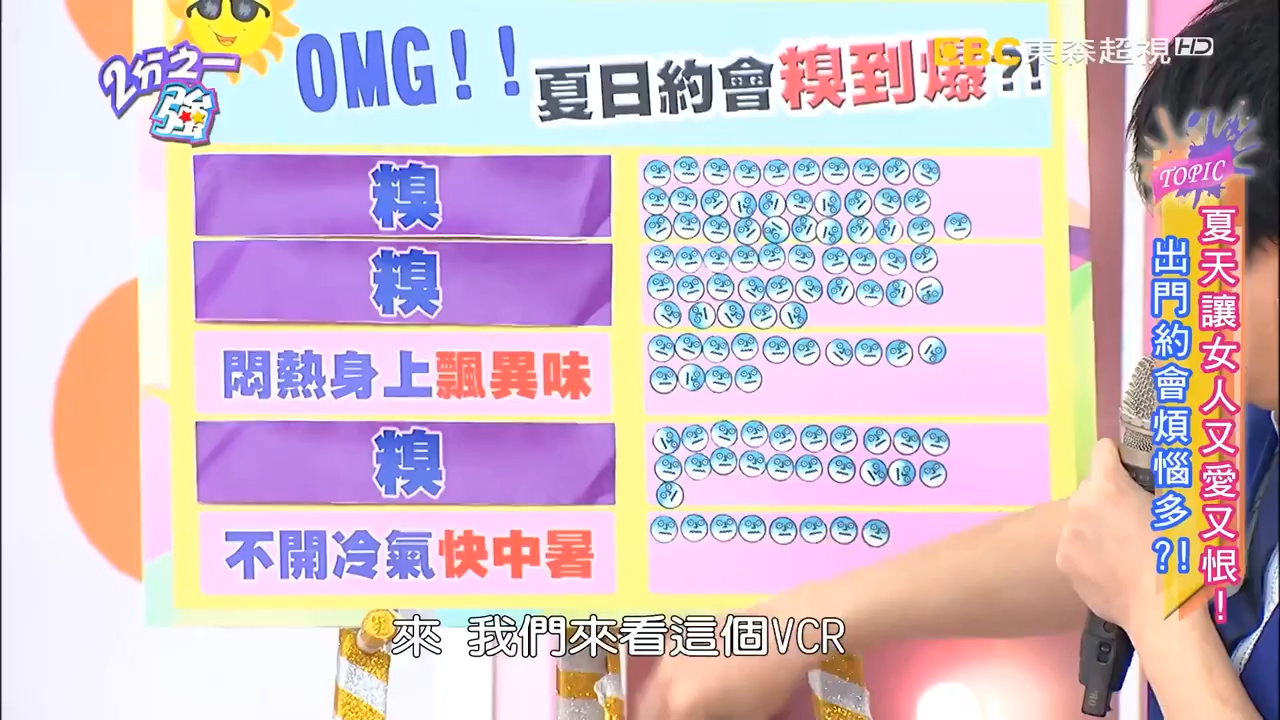 2分之一
強
OMG!!
夏日約會糗到爆?!
EBC東森超視HD
TOPIC
夏天讓女人又愛又恨!
出門約會煩惱多?!
糗
糗
悶熱身上飄異味
糗
不開冷氣快中暑
來 我們來看這個VCR